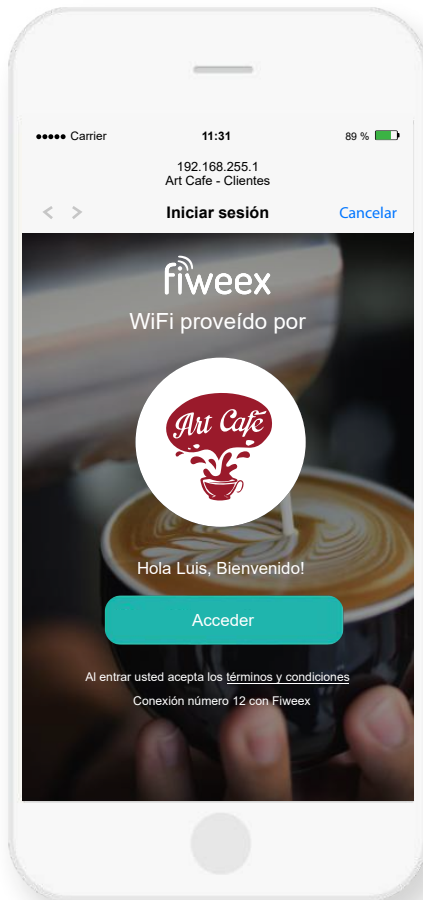 Carrier
11:31
89 %
192.168.255.1
Art Cafe - Clientes
Iniciar sesión
Cancelar
fiweex
WiFi proveído por
Art Café
Hola Luis, Bienvenido!
Acceder
Al entrar usted acepta los términos y condiciones
Conexión número 12 con Fiweex